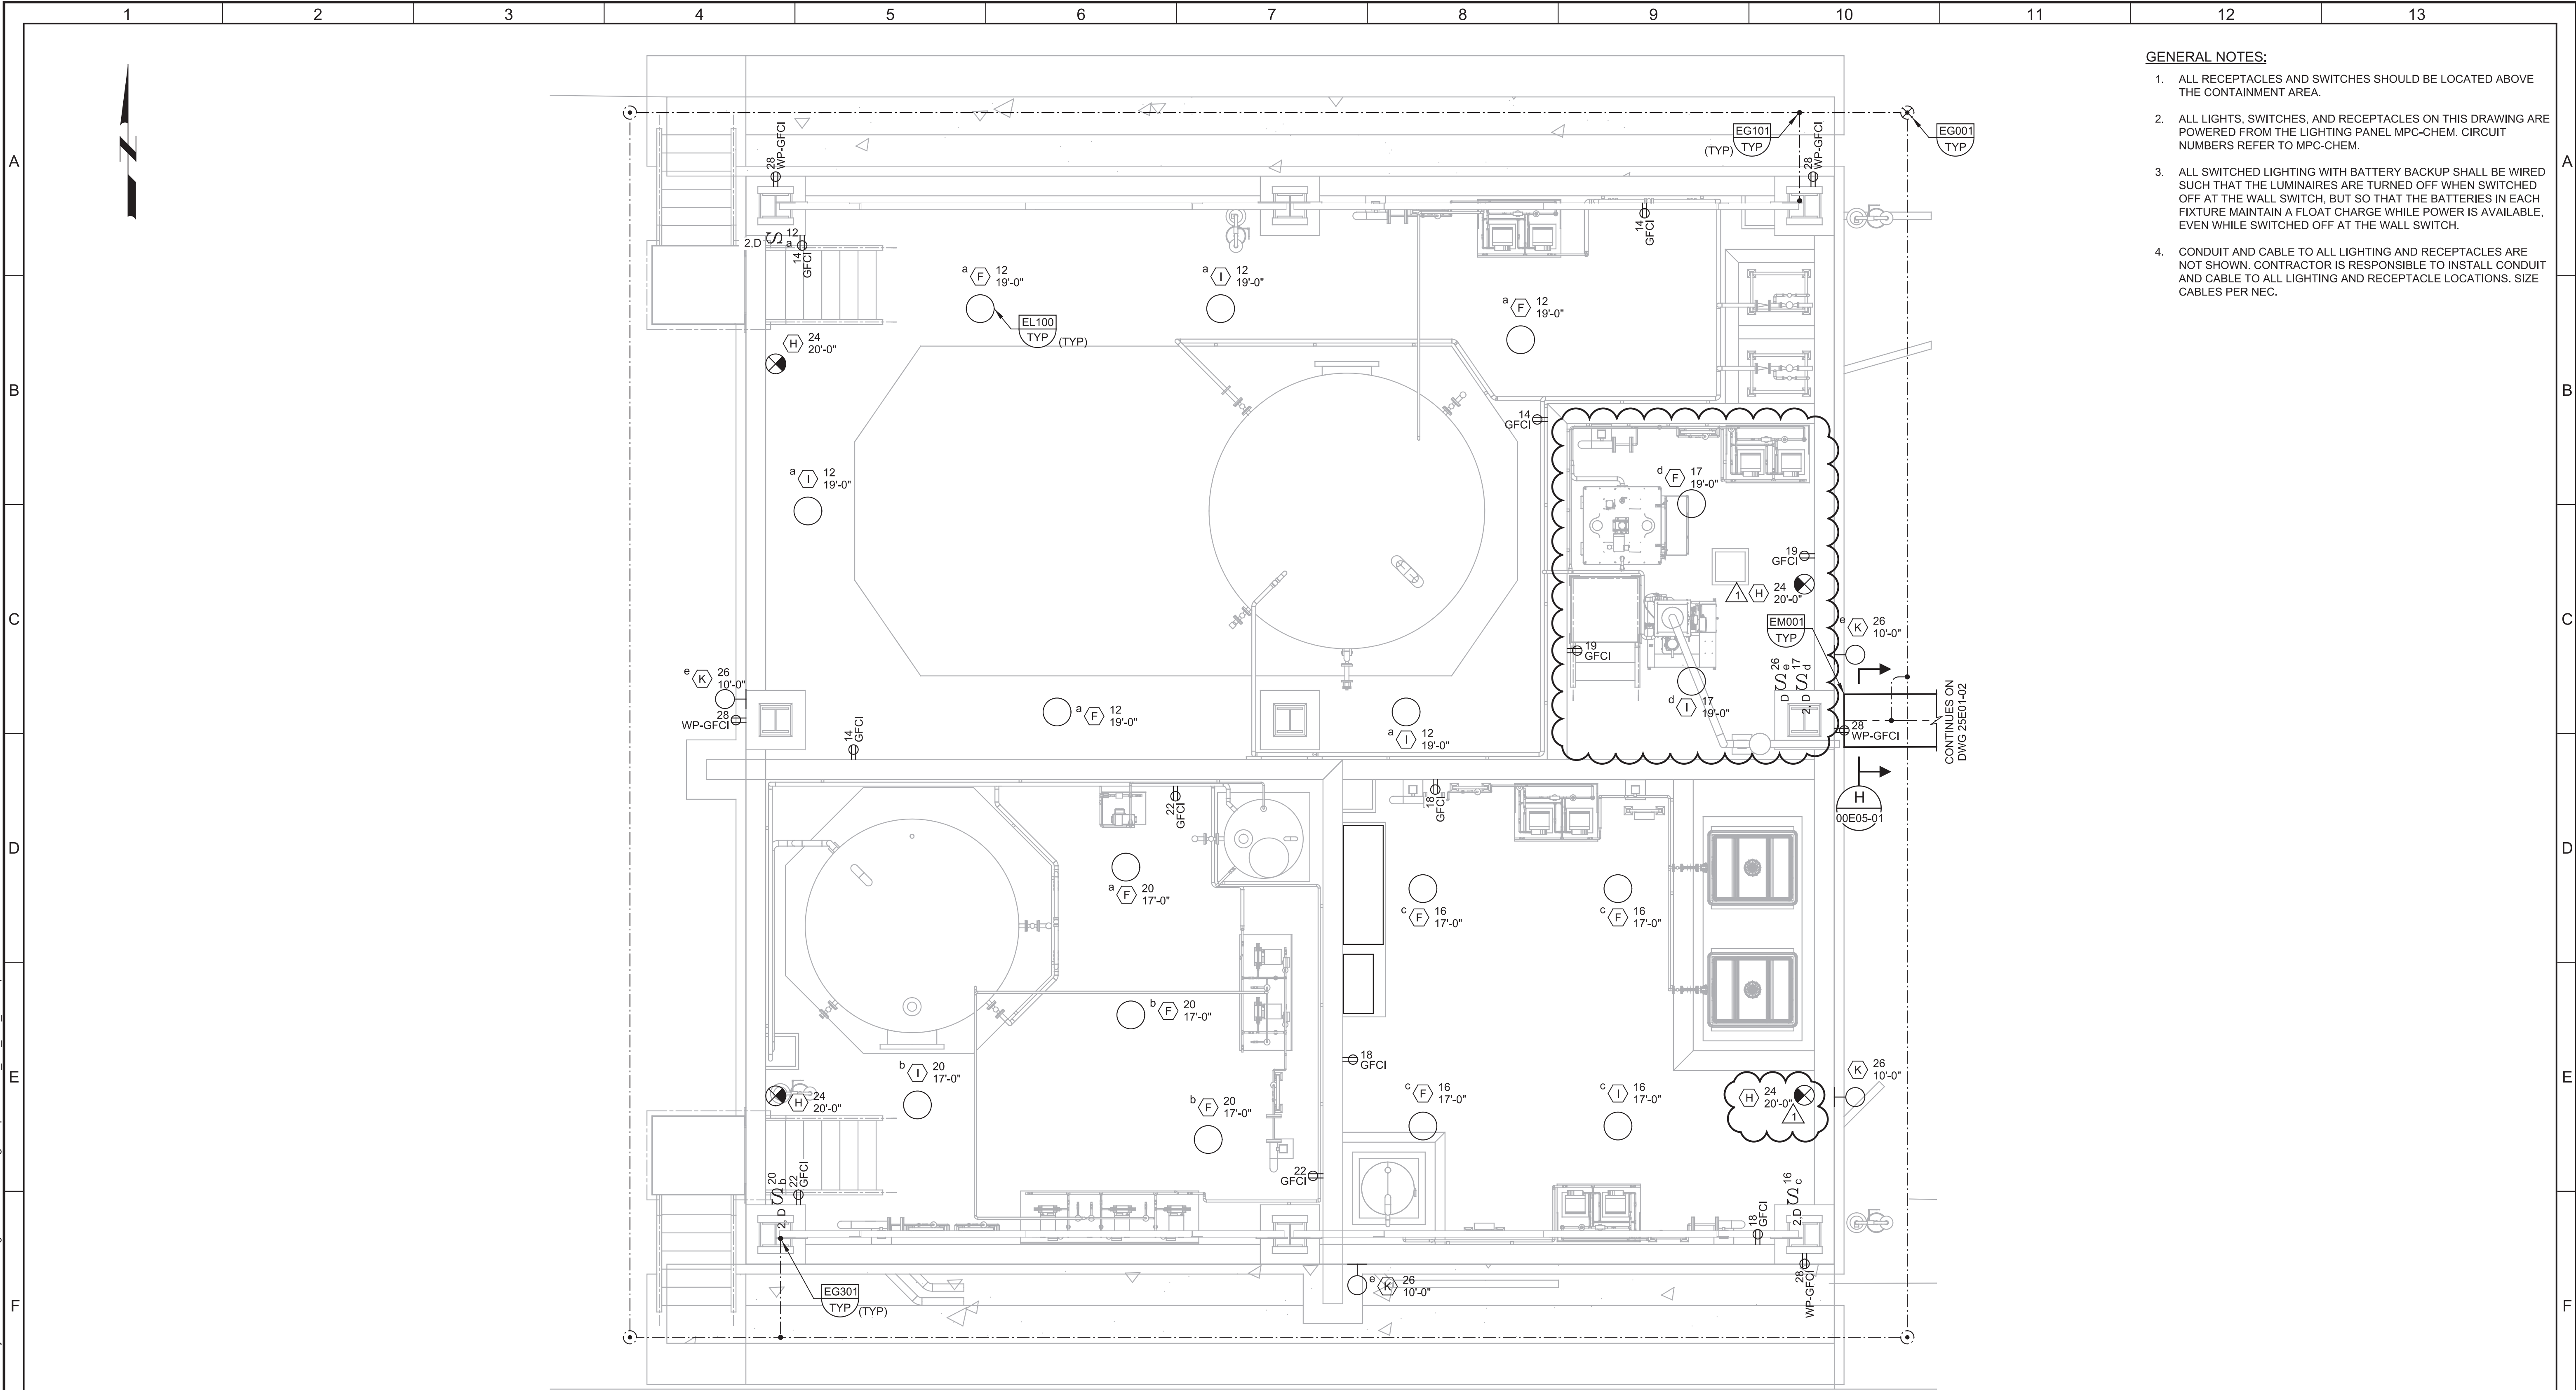 1 2 3 4 5 6 7 8 9 10 11 12 13
A
B
C
D
E
F
A
B
C
D
E
F
N
GENERAL NOTES:
1. ALL RECEPTACLES AND SWITCHES SHOULD BE LOCATED ABOVE
THE CONTAINMENT AREA.
2. ALL LIGHTS, SWITCHES, AND RECEPTACLES ON THIS DRAWING ARE
POWERED FROM THE LIGHTING PANEL MPC-CHEM. CIRCUIT
NUMBERS REFER TO MPC-CHEM.
3. ALL SWITCHED LIGHTING WITH BATTERY BACKUP SHALL BE WIRED
SUCH THAT THE LUMINAIRES ARE TURNED OFF WHEN SWITCHED
OFF AT THE WALL SWITCH, BUT SO THAT THE BATTERIES IN EACH
FIXTURE MAINTAIN A FLOAT CHARGE WHILE POWER IS AVAILABLE,
EVEN WHILE SWITCHED OFF AT THE WALL SWITCH.
4. CONDUIT AND CABLE TO ALL LIGHTING AND RECEPTACLES ARE
NOT SHOWN. CONTRACTOR IS RESPONSIBLE TO INSTALL CONDUIT
AND CABLE TO ALL LIGHTING AND RECEPTACLE LOCATIONS. SIZE
CABLES PER NEC.
28
WP-GFCI
EG101
TYP
(TYP)
28
WP-GFCI
EG001
TYP
2,D S 12
a
14
GFCI
14
GFCI
a F 12
19'-0"
a I 12
19'-0"
a F 12
19'-0"
EL100
TYP
(TYP)
H 24
20'-0"
14
GFCI
a I 12
19'-0"
d F 17
19'-0"
19
GFCI
1 H 24
20'-0"
EM001
TYP
e K 26
10'-0"
19
GFCI
D S 26
e
2, D S 17
d
e K 26
10'-0"
28
WP-GFCI
a F 12
19'-0"
a I 12
19'-0"
d I 17
19'-0"
28
WP-GFCI
CONTINUES ON
DWG 25E01-02
14
GFCI
22
GFCI
18
GFCI
H
00E05-01
a F 20
17'-0"
c F 16
17'-0"
c F 16
17'-0"
b F 20
17'-0"
18
GFCI
b I 20
17'-0"
H 24
20'-0"
b F 20
17'-0"
c F 16
17'-0"
c I 16
17'-0"
H 24
20'-0"
1
K 26
10'-0"
22
GFCI
2, D S 20
b
22
GFCI
18
GFCI
2,D S 16
c
28
WP-GFCI
EG301
TYP
(TYP)
e K 26
10'-0"